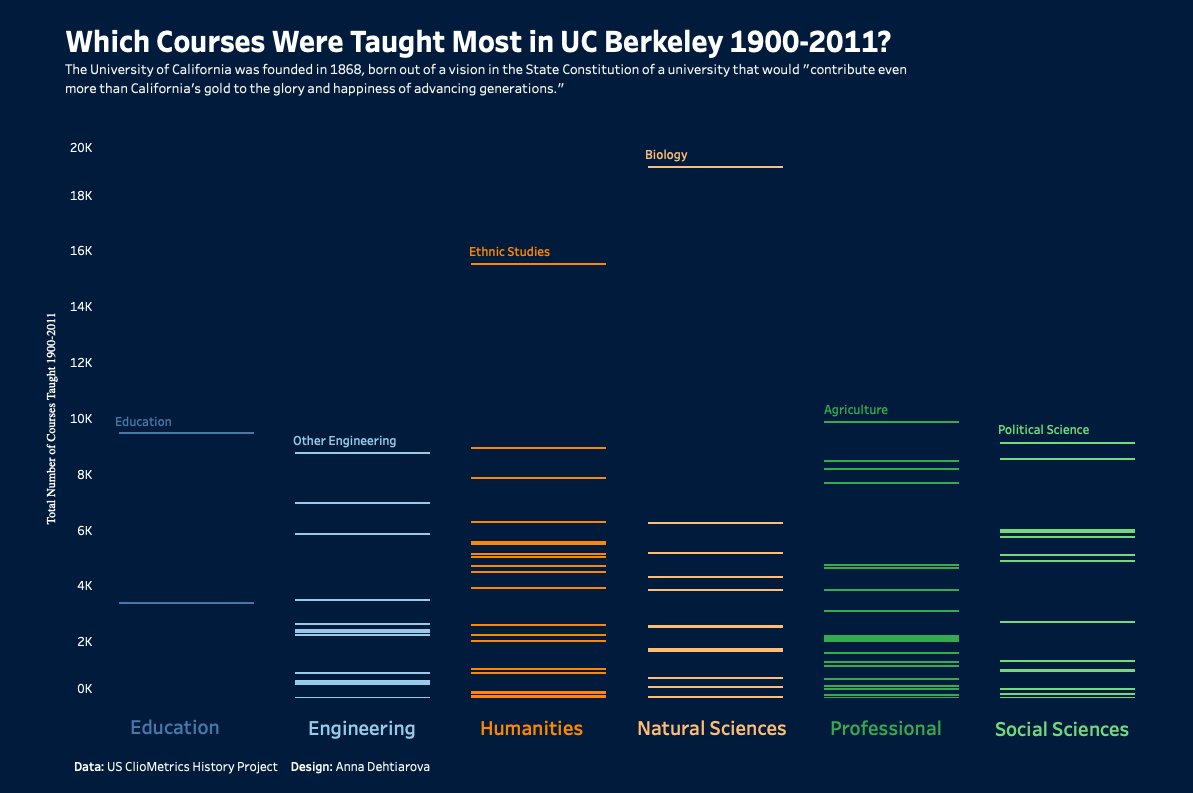 Which Courses Were Taught Most in UC Berkeley 1900-2011?
The University of California was founded in 1868, born out of a vision in the State Constitution of a university that would "contribute even
more than California's gold to the glory and happiness of advancing generations."
20K
Biology
18K
16K
Ethnic Studies
14K
Total Number of Courses Taught 1900-2011
12K
10K
Education
Other Engineering
Agriculture
Political Science
8K
6K
4K
2K
0K
Education
Engineering
Humanities
Natural Sciences
Professional
Social Sciences
Data: US ClioMetrics History Project Design: Anna Dehtiarova